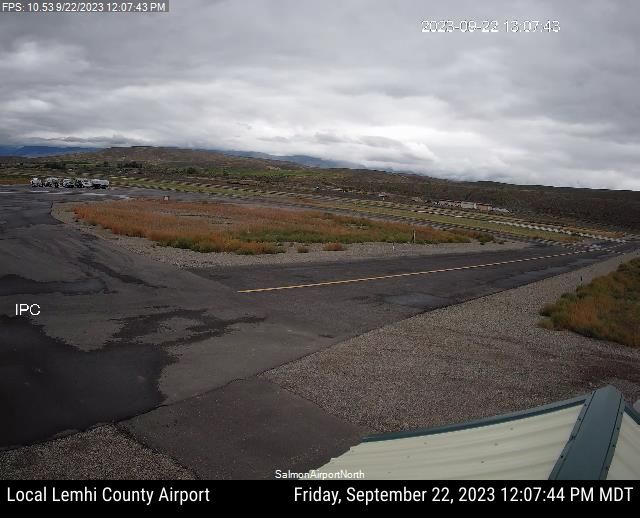 FPS: 10.53 9/22/2023 12:07:43 PM
2023-09-22 13:07:43
IPC
SalmonAirportNorth
Local Lemhi County Airport Friday, September 22, 2023 12:07:44 PM MDT